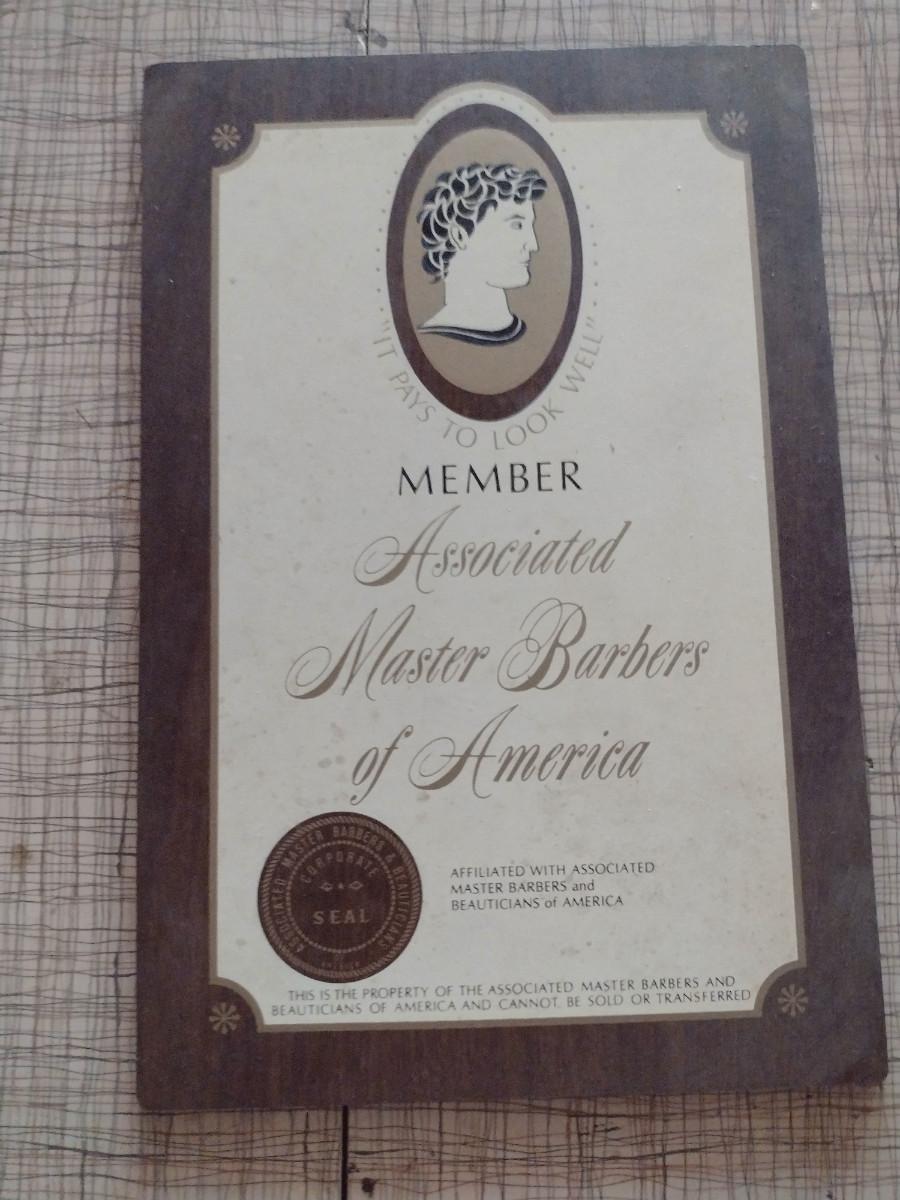 "IT PAYS TO LOOK WELL"
MEMBER
Associated
Master Barbers
of America
ASSOCIATED MASTER BARBERS & BEAUTICIANS
CORPORATE
SEAL
AFFILIATED WITH ASSOCIATED
MASTER BARBERS and
BEAUTICIANS of AMERICA
THIS IS THE PROPERTY OF THE ASSOCIATED MASTER BARBERS AND
BEAUTICIANS OF AMERICA AND CANNOT BE SOLD OR TRANSFERRED